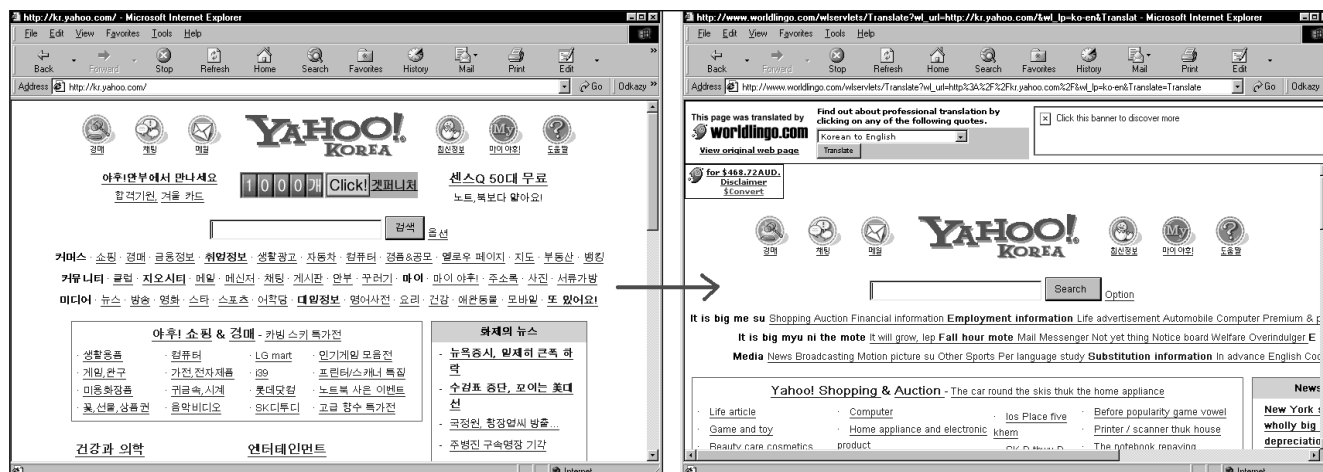 http://kr.yahoo.com/ - Microsoft Internet Explorer
File Edit View Favorites Tools Help
Back Forward Stop Refresh Home Search Favorites History Mail Print Edit
Address http://kr.yahoo.com/ Go Odkazy
경매 채팅 메일 YAHOO! KOREA 최신정보 마이야후! 도움말
야후!안부에서 만나세요 1000개 Click! 겟퍼니처 센스Q 50대 무료
합격기원, 겨울 카드 노트,북보다 얇아요!
검색 옵션
커머스 · 쇼핑 · 경매 · 금융정보 · 취업정보 · 생활광고 · 자동차 · 컴퓨터 · 경품&공모 · 옐로우 페이지 · 지도 · 부동산 · 뱅킹
커뮤니티 · 클럽 · 지오시티 · 메일 · 메신저 · 채팅 · 게시판 · 안부 · 꾸러기 · 마이 · 마이 야후! · 주소록 · 사진 · 서류가방
미디어 · 뉴스 · 방송 · 영화 · 스타 · 스포츠 · 어학당 · 대입정보 · 영어사전 · 요리 · 건강 · 애완동물 · 모바일 · 또 있어요!
야후! 쇼핑 & 경매 - 카빙 스키 특가전
· 생활용품 · 컴퓨터 · LG mart · 인기게임 모음전
· 게임,완구 · 가전,전자제품 · i39 · 프린터/스캐너 특집
· 미용화장품 · 귀금속,시계 · 롯데닷컴 · 노트북 사은 이벤트
· 꽃,선물,상품권 · 음악비디오 · SK디투디 · 고급 향수 특가전
화제의 뉴스
- 뉴욕증시, 일제히 큰폭 하
락
- 수검표 중단, 꼬이는 美대
선
- 국정원, 황장엽씨 방출...
- 주병진 구속영장 기각
건강과 의학 엔터테인먼트
Internet
http://www.worldlingo.com/wlservlets/Translate?wl_url=http://kr.yahoo.com/&wl_lp=ko-en&Translat - Microsoft Internet Explorer
File Edit View Favorites Tools Help
Back Forward Stop Refresh Home Search Favorites History Mail Print Edit
Address http://www.worldlingo.com/wlservlets/Translate?wl_url=http%3A%2F%2Fkr.yahoo.com%2F&wl_lp=ko-en&Translate=Translate Go Odkazy
This page was translated by
worldlingo.com
View original web page
Find out about professional translation by
clicking on any of the following quotes.
Korean to English
Translate
Click this banner to discover more
for $468.72AUD.
Disclaimer
$Convert
경매 채팅 메일 YAHOO! KOREA 최신정보 마이야후! 도움말
Search Option
It is big me su Shopping Auction Financial information Employment information Life advertisement Automobile Computer Premium & p
It is big myu ni the mote It will grow, lep Fall hour mote Mail Messenger Not yet thing Notice board Welfare Overindulger E
Media News Broadcasting Motion picture su Other Sports Per language study Substitution information In advance English Coo
Yahoo! Shopping & Auction - The car round the skis thuk the home appliance
· Life article · Computer · los Place five · Before popularity game vowel
· Game and toy · Home appliance and electronic khem · Printer / scanner thuk house
· Beauty care cosmetics product · The notebook repaying
News
New York s
wholly big
depreciatio
Internet